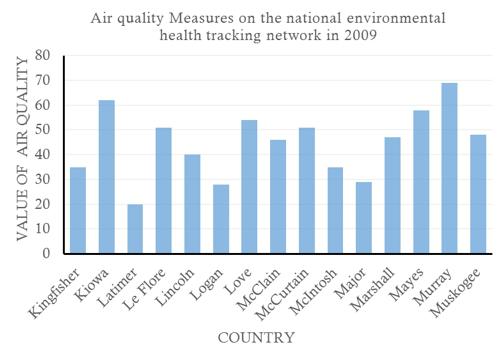 Air quality Measures on the national environmental
health tracking network in 2009
VALUE OF AIR QUALITY
80
70
60
50
40
30
20
10
0
Kingfisher
Kiowa
Latimer
Le Flore
Lincoln
Logan
Love
McClain
McCurtain
McIntosh
Major
Marshall
Mayes
Murray
Muskogee
COUNTRY